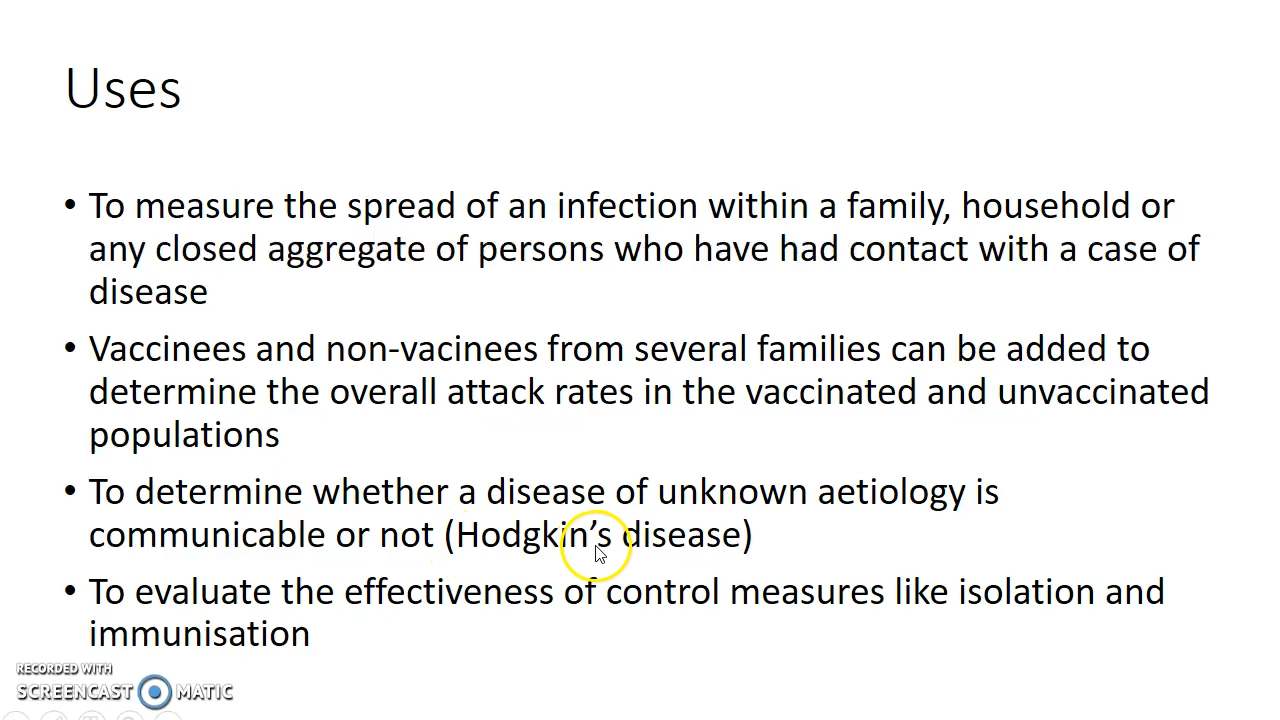 Uses
• To measure the spread of an infection within a family, household or
any closed aggregate of persons who have had contact with a case of
disease
• Vaccinees and non-vacinees from several families can be added to
determine the overall attack rates in the vaccinated and unvaccinated
populations
• To determine whether a disease of unknown aetiology is
communicable or not (Hodgkin’s disease)
• To evaluate the effectiveness of control measures like isolation and
immunisation
RECORDED WITH
SCREENCAST MATIC